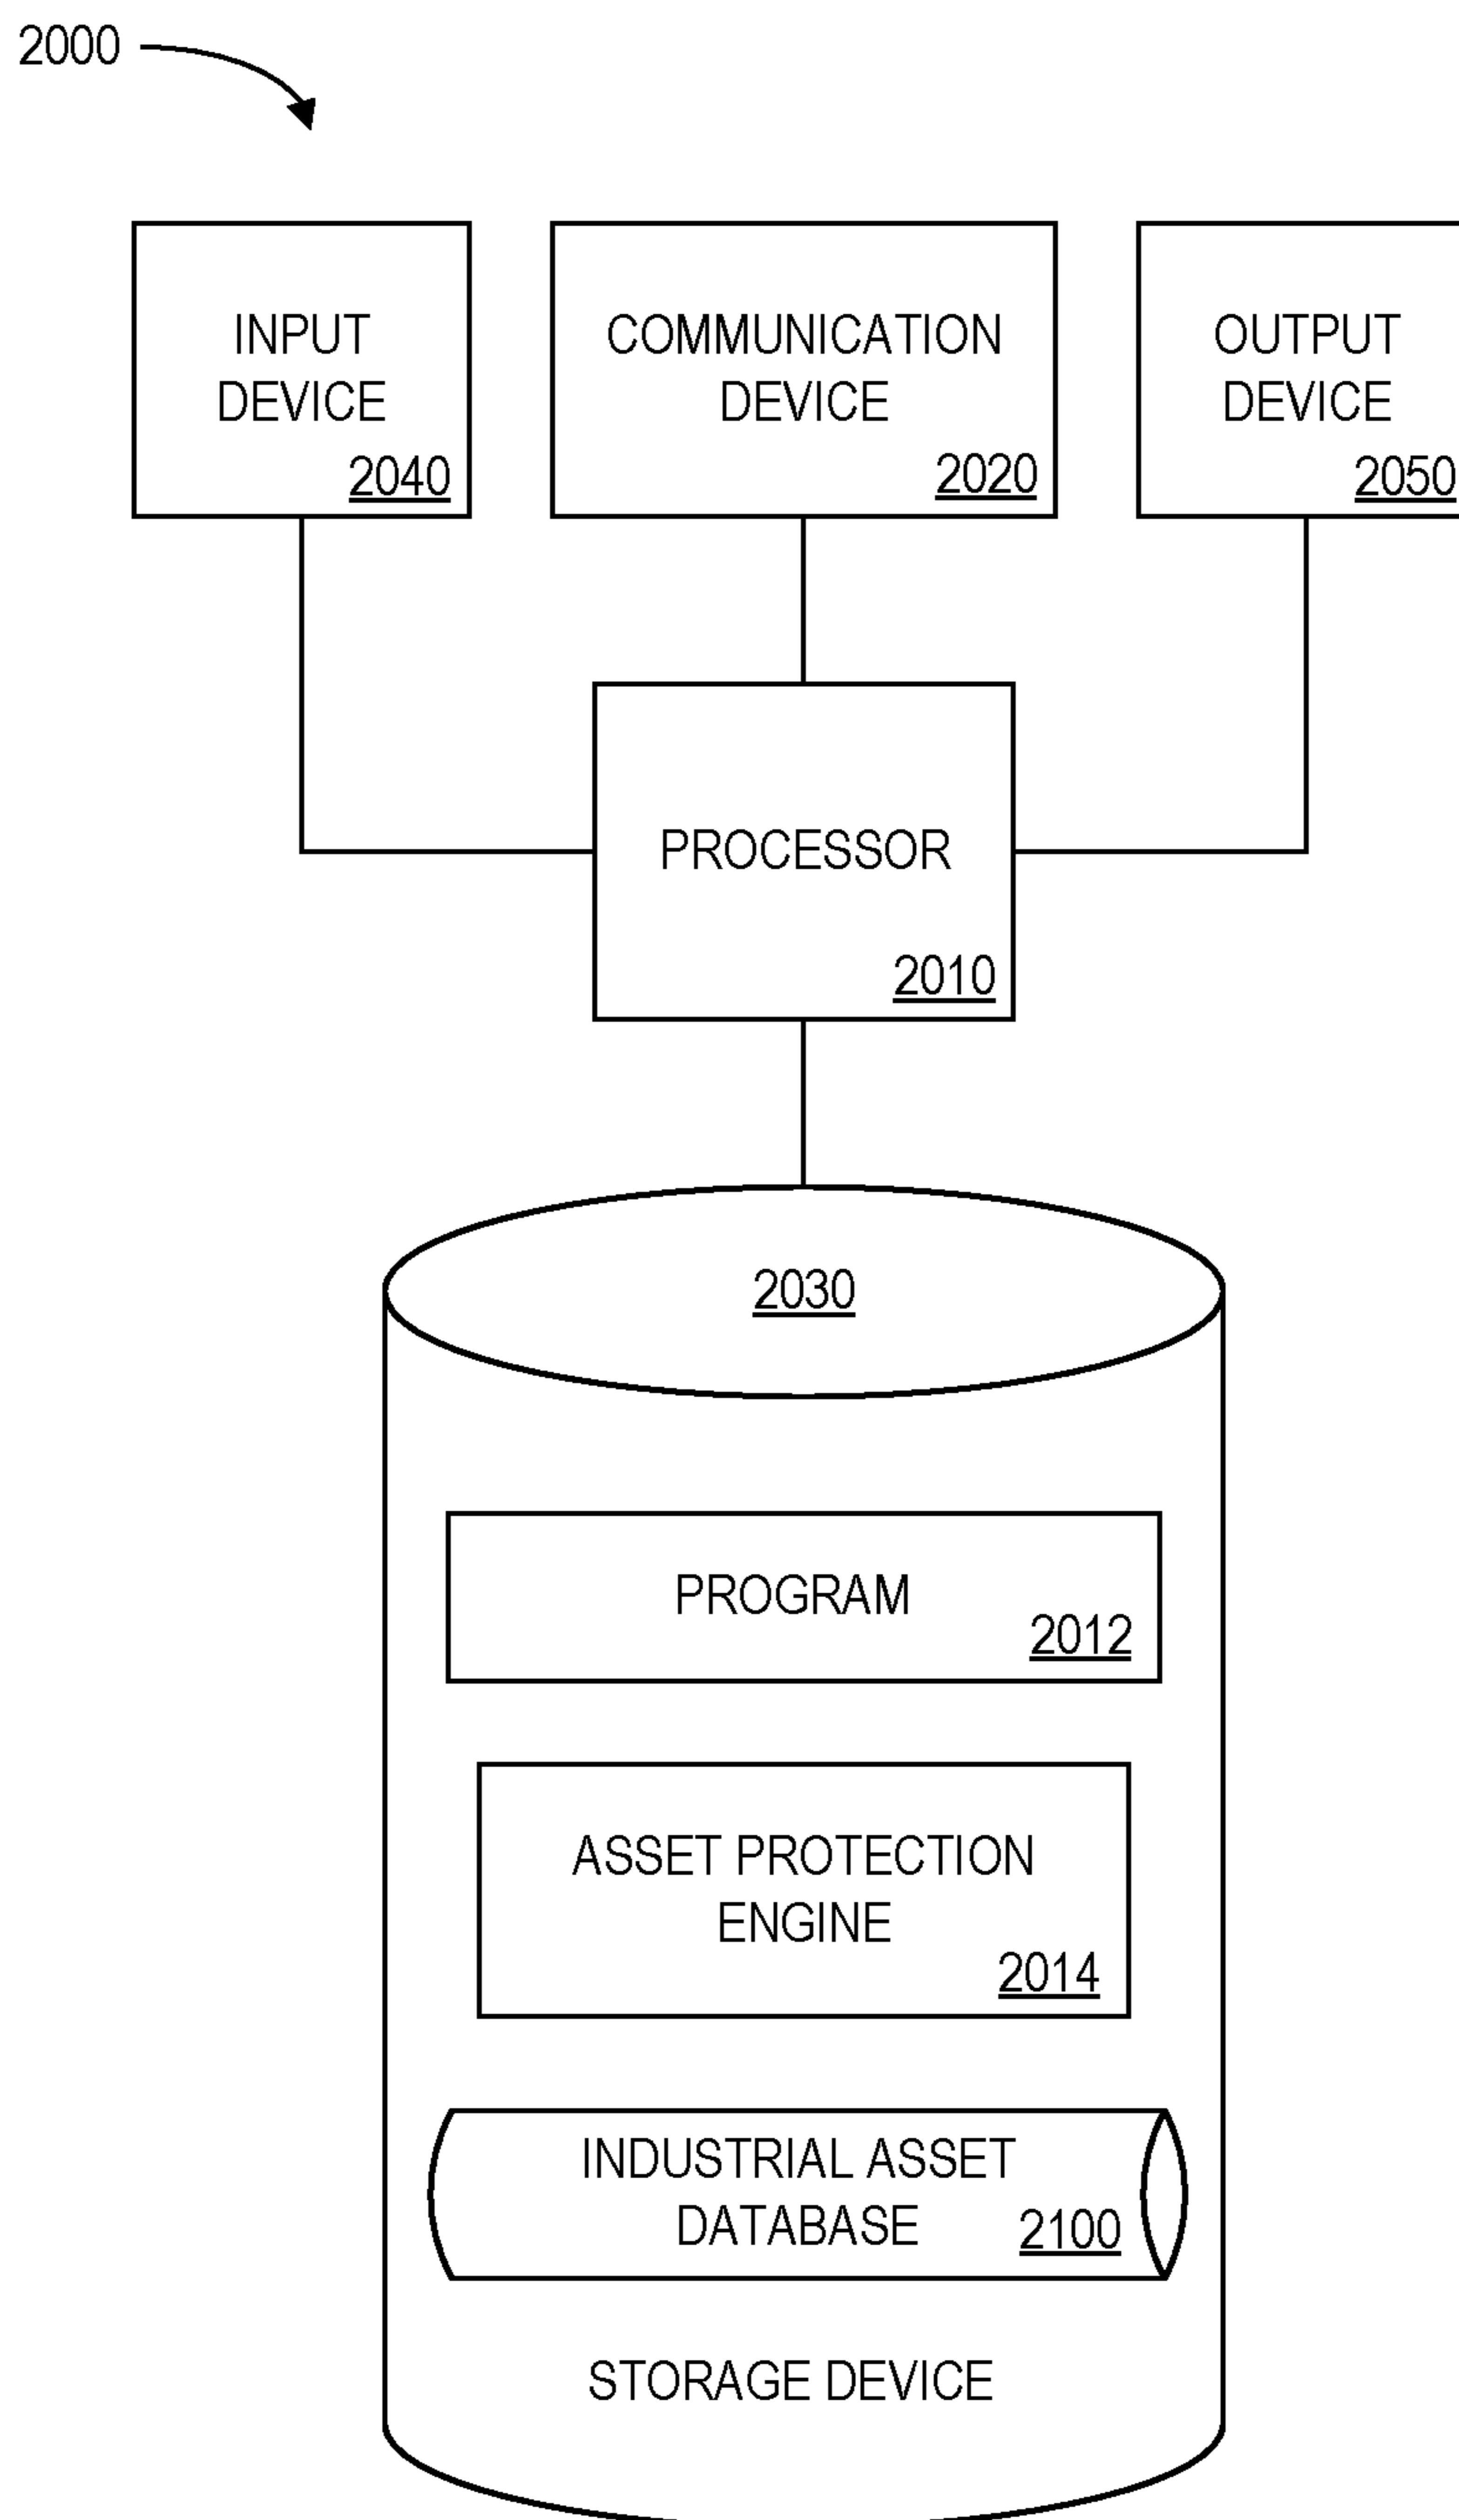 2000
INPUT
DEVICE
2040
COMMUNICATION
DEVICE
2020
OUTPUT
DEVICE
2050
PROCESSOR
2010
2030
PROGRAM
2012
ASSET PROTECTION
ENGINE
2014
INDUSTRIAL ASSET
DATABASE
2100
STORAGE DEVICE